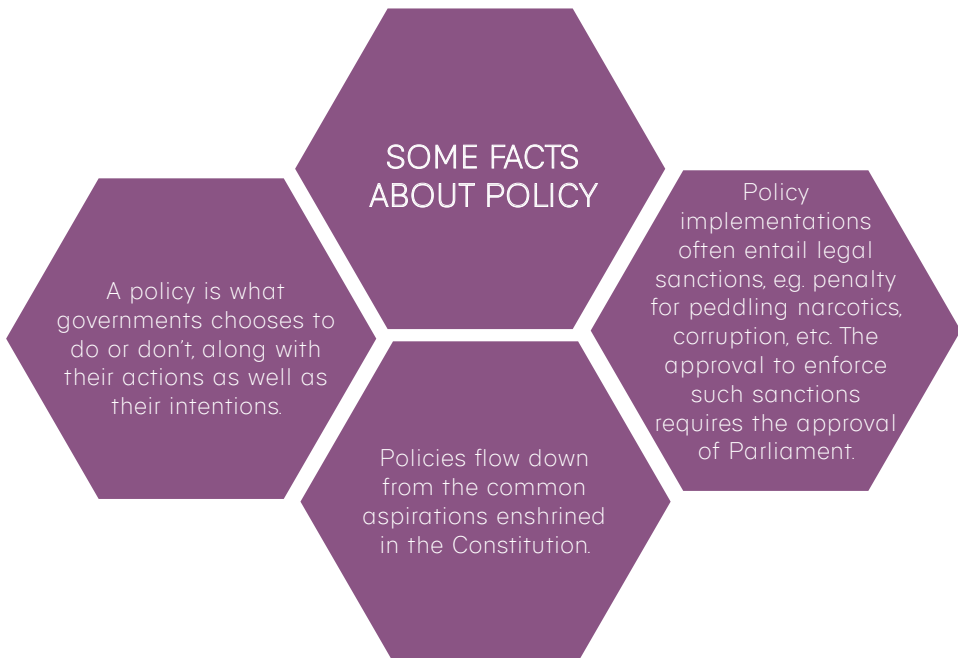 SOME FACTS
ABOUT POLICY
A policy is what
governments chooses to
do or don't, along with
their actions as well as
their intentions.
Policies flow down
from the common
aspirations enshrined
in the Constitution.
Policy
implementations
often entail legal
sanctions, e.g. penalty
for peddling narcotics,
corruption, etc. The
approval to enforce
such sanctions
requires the approval
of Parliament.